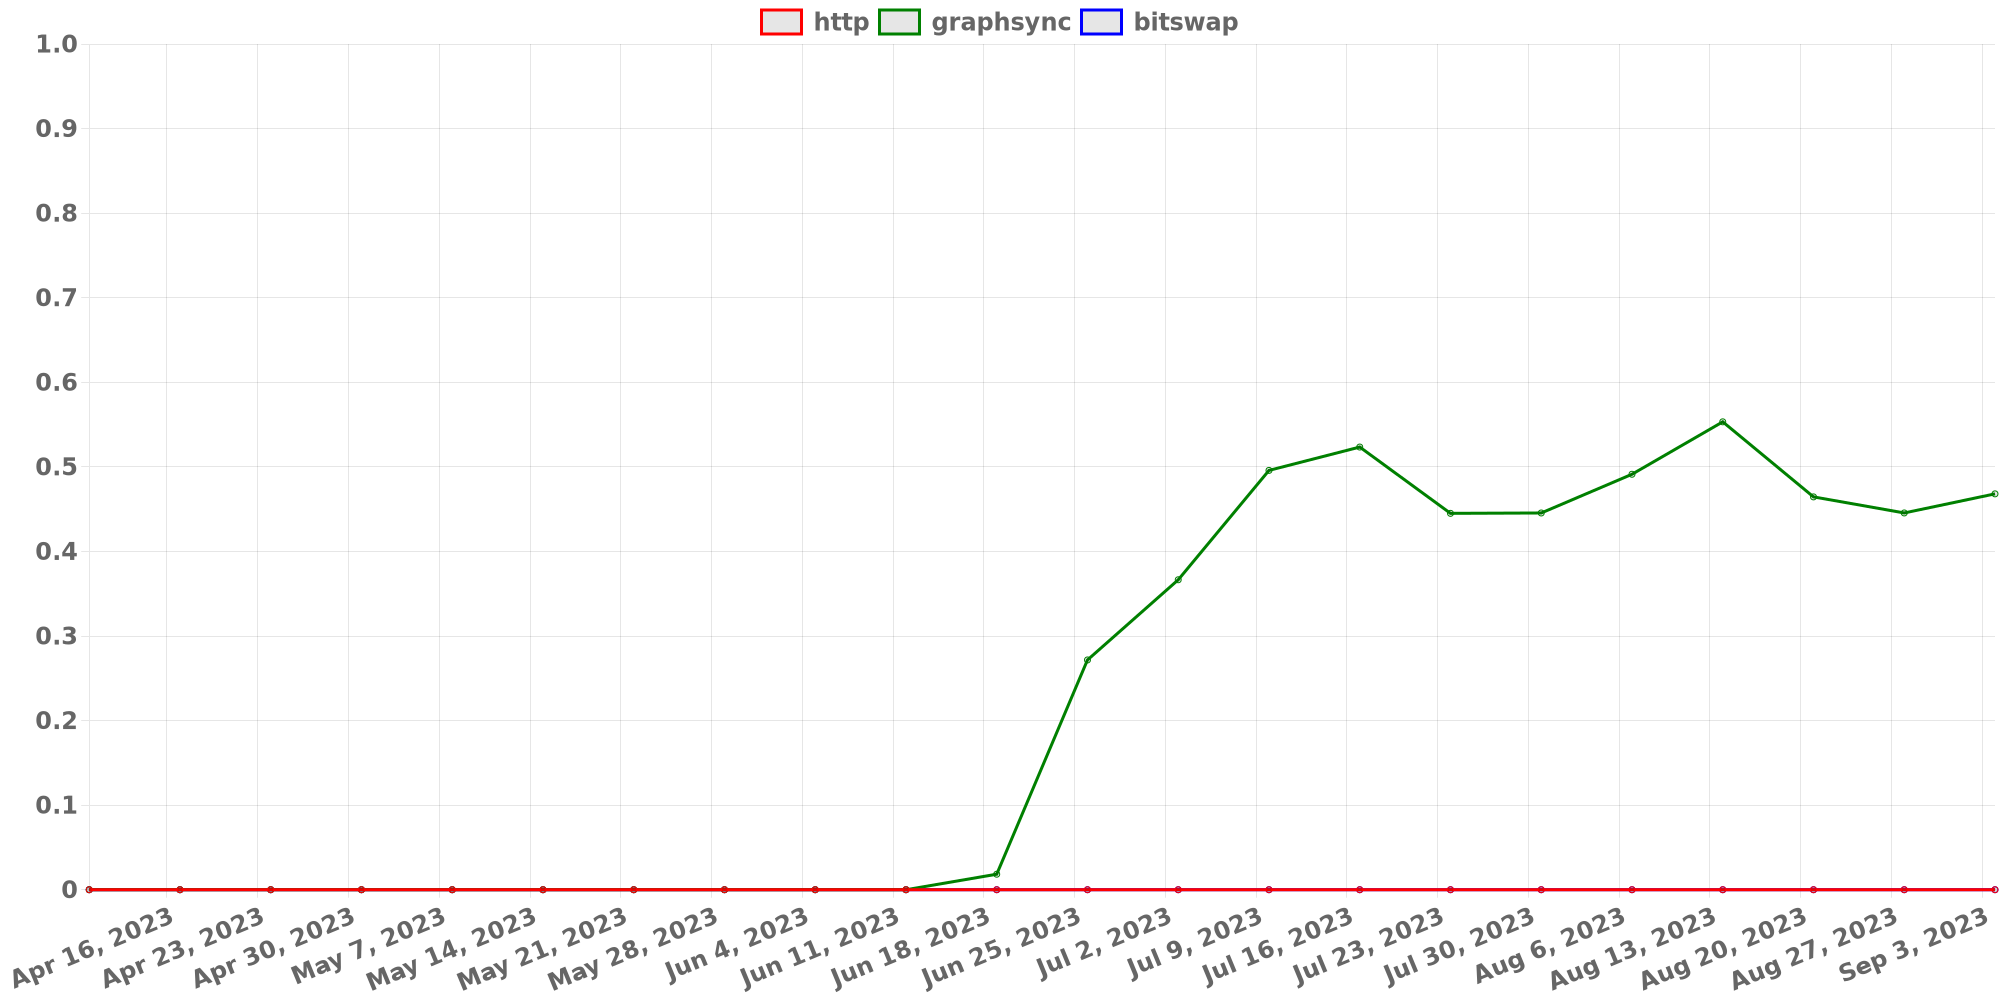 http graphsync bitswap
1.0
0.9
0.8
0.7
0.6
0.5
0.4
0.3
0.2
0.1
0
Apr 16, 2023
Apr 23, 2023
Apr 30, 2023
May 7, 2023
May 14, 2023
May 21, 2023
May 28, 2023
Jun 4, 2023
Jun 11, 2023
Jun 18, 2023
Jun 25, 2023
Jul 2, 2023
Jul 9, 2023
Jul 16, 2023
Jul 23, 2023
Jul 30, 2023
Aug 6, 2023
Aug 13, 2023
Aug 20, 2023
Aug 27, 2023
Sep 3, 2023